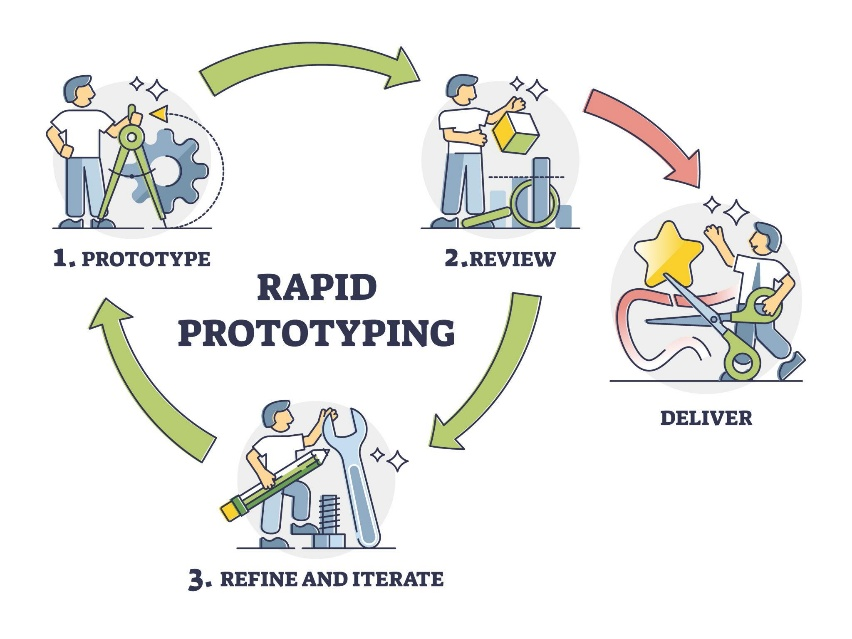 1. PROTOTYPE
2.REVIEW
RAPID
PROTOTYPING
DELIVER
3. REFINE AND ITERATE